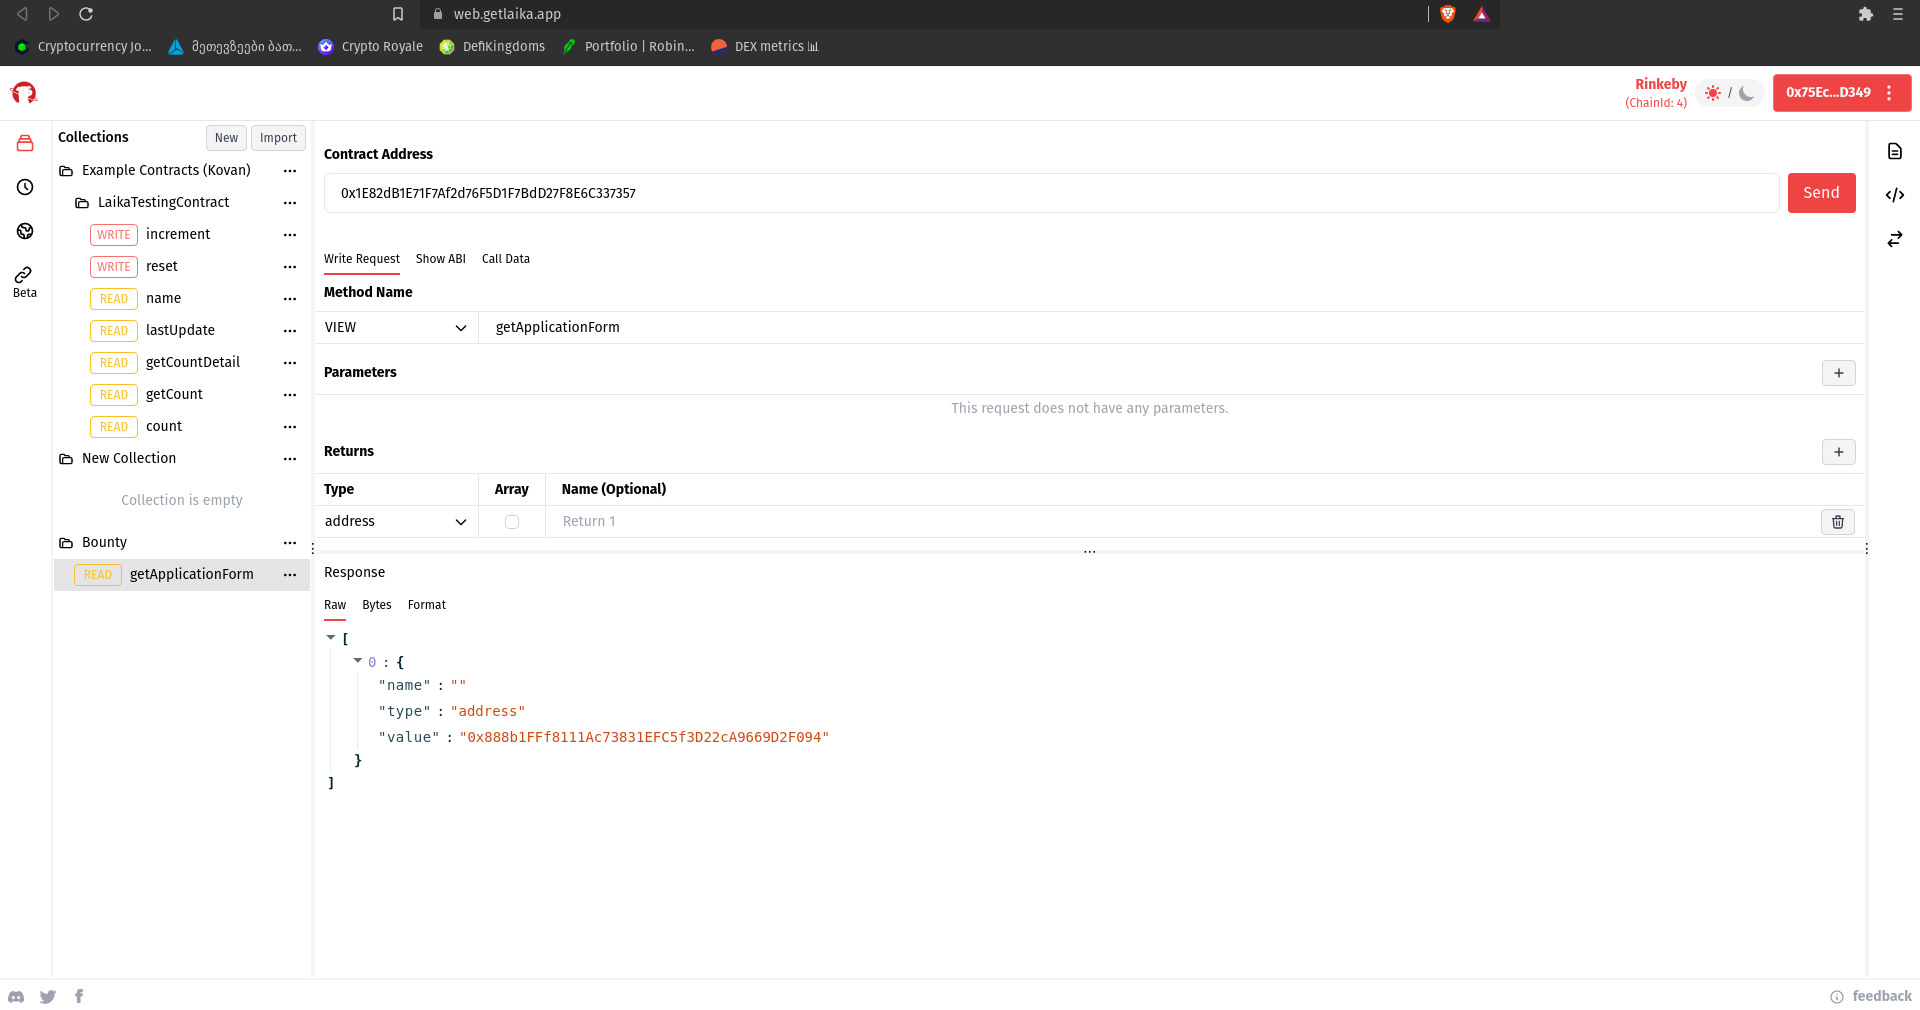 web.getlaika.app
Cryptocurrency Jo...
მეთევზეები ბათ...
Crypto Royale
DefiKingdoms
Portfolio | Robin...
DEX metrics
Rinkeby
(ChainId: 4)
/
0x75Ec...D349
Collections
New
Import
Beta
Example Contracts (Kovan)
LaikaTestingContract
WRITE increment
WRITE reset
READ name
READ lastUpdate
READ getCountDetail
READ getCount
READ count
New Collection
Collection is empty
Bounty
READ getApplicationForm
Contract Address
0x1E82dB1E71F7Af2d76F5D1F7BdD27F8E6C337357
Send
Write Request
Show ABI
Call Data
Method Name
VIEW
getApplicationForm
Parameters
+
This request does not have any parameters.
Returns
+
Type
Array
Name (Optional)
address
Return 1
Response
Raw
Bytes
Format
[
0 : {
"name" : ""
"type" : "address"
"value" : "0x888b1FFf8111Ac73831EFC5f3D22cA9669D2F094"
}
]
feedback